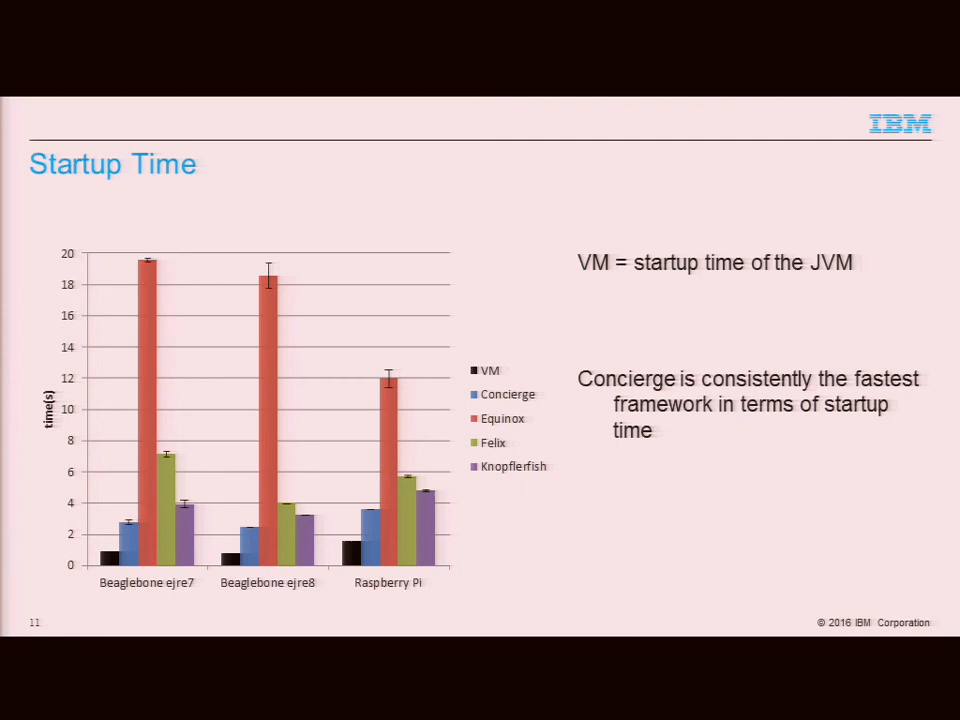 IBM
Startup Time
20
18
16
14
12
10
8
6
4
2
0
time(s)
Beaglebone ejre7
Beaglebone ejre8
Raspberry Pi
VM
Concierge
Equinox
Felix
Knopflerfish
VM = startup time of the JVM
Concierge is consistently the fastest
framework in terms of startup
time
11
© 2016 IBM Corporation